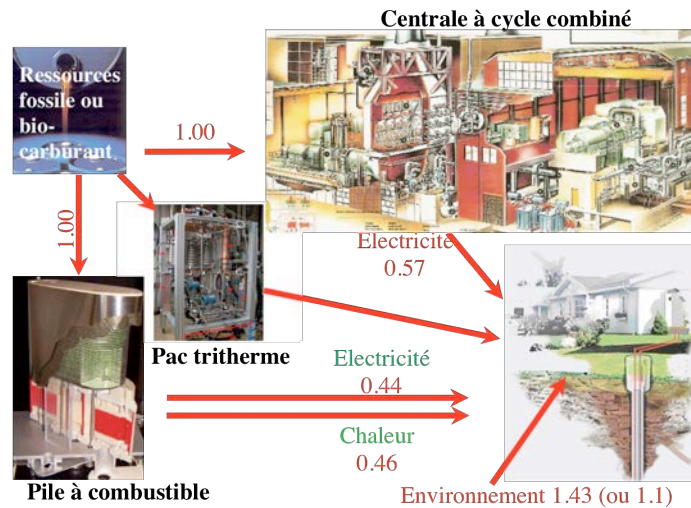 Centrale à cycle combiné
Ressources
fossile ou
bio-
carburant
1.00
1.00
Electricité
0.57
Pac tritherme
Electricité
0.44
Chaleur
0.46
Pile à combustible
Environnement 1.43 (ou 1.1)